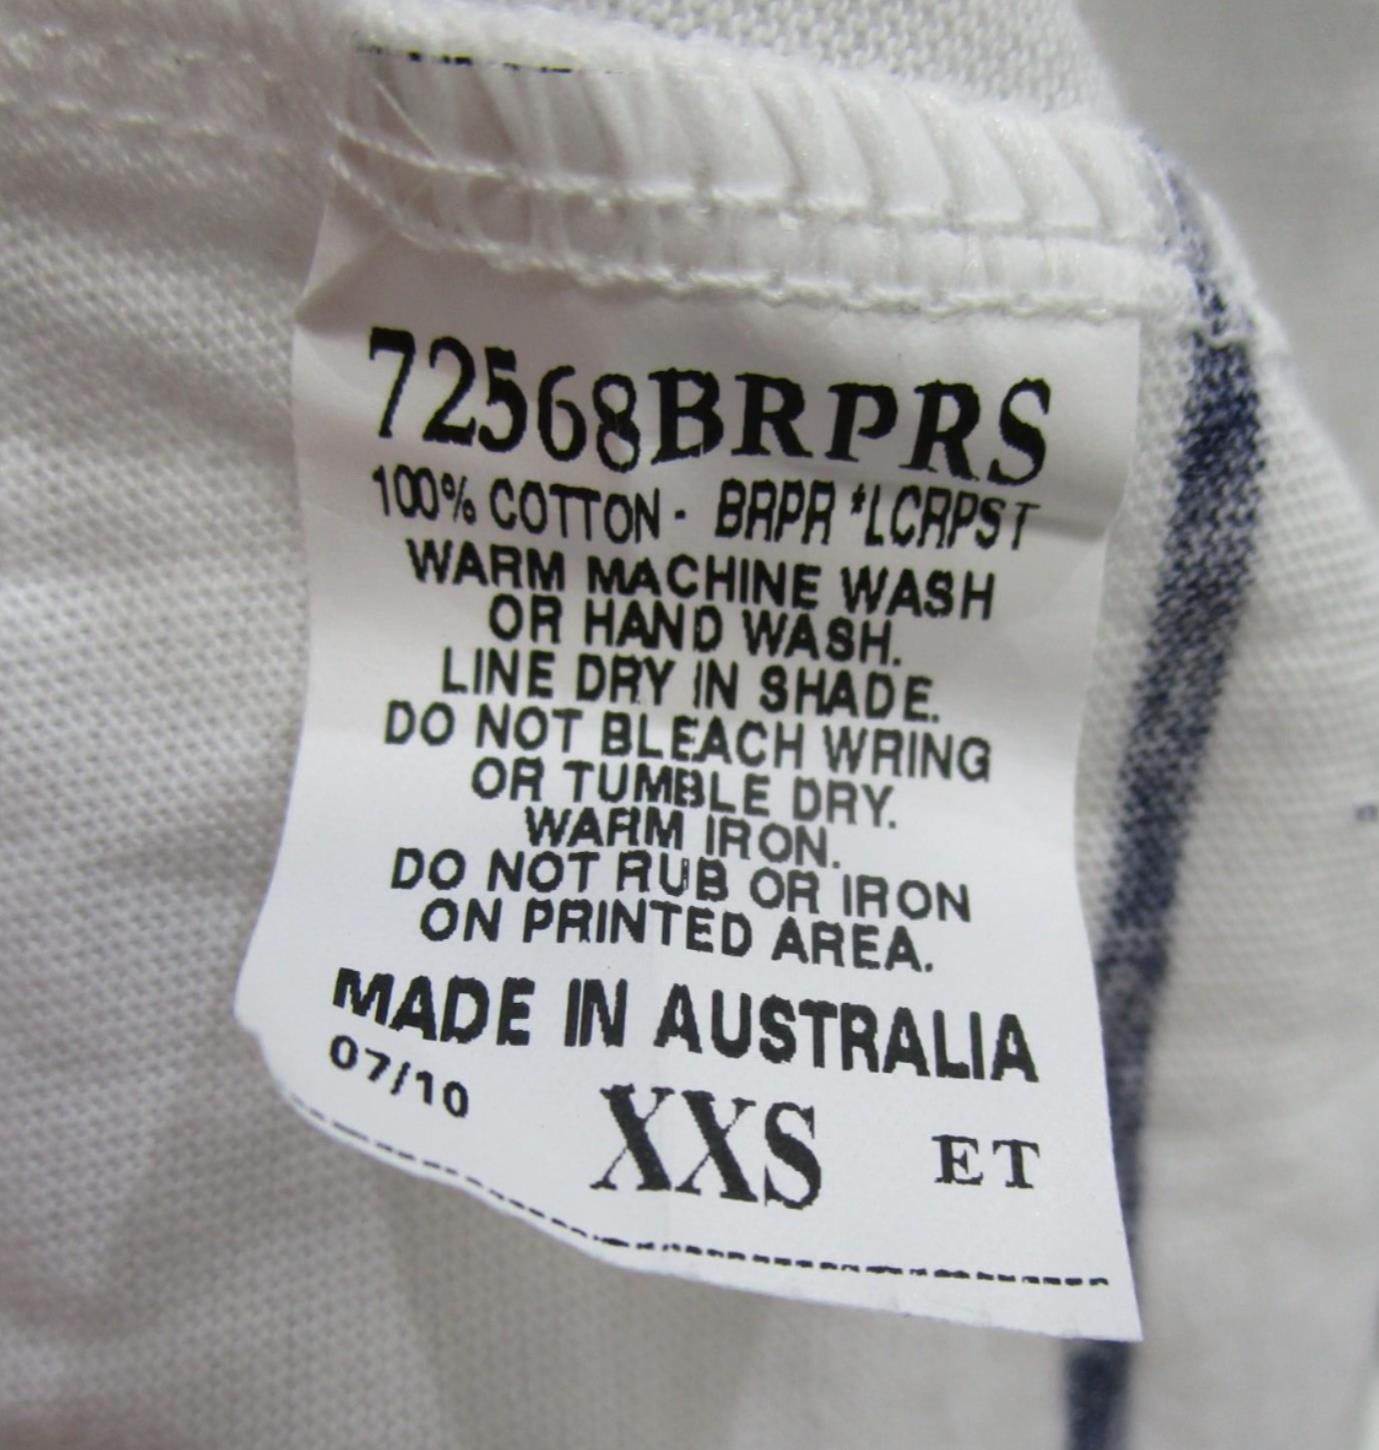 72568BRPRS
100% COTTON - BRPR *LCRPST
WARM MACHINE WASH
OR HAND WASH.
LINE DRY IN SHADE.
DO NOT BLEACH WRING
OR TUMBLE DRY.
WARM IRON.
DO NOT RUB OR IRON
ON PRINTED AREA.
MADE IN AUSTRALIA
07/10 XXS ET